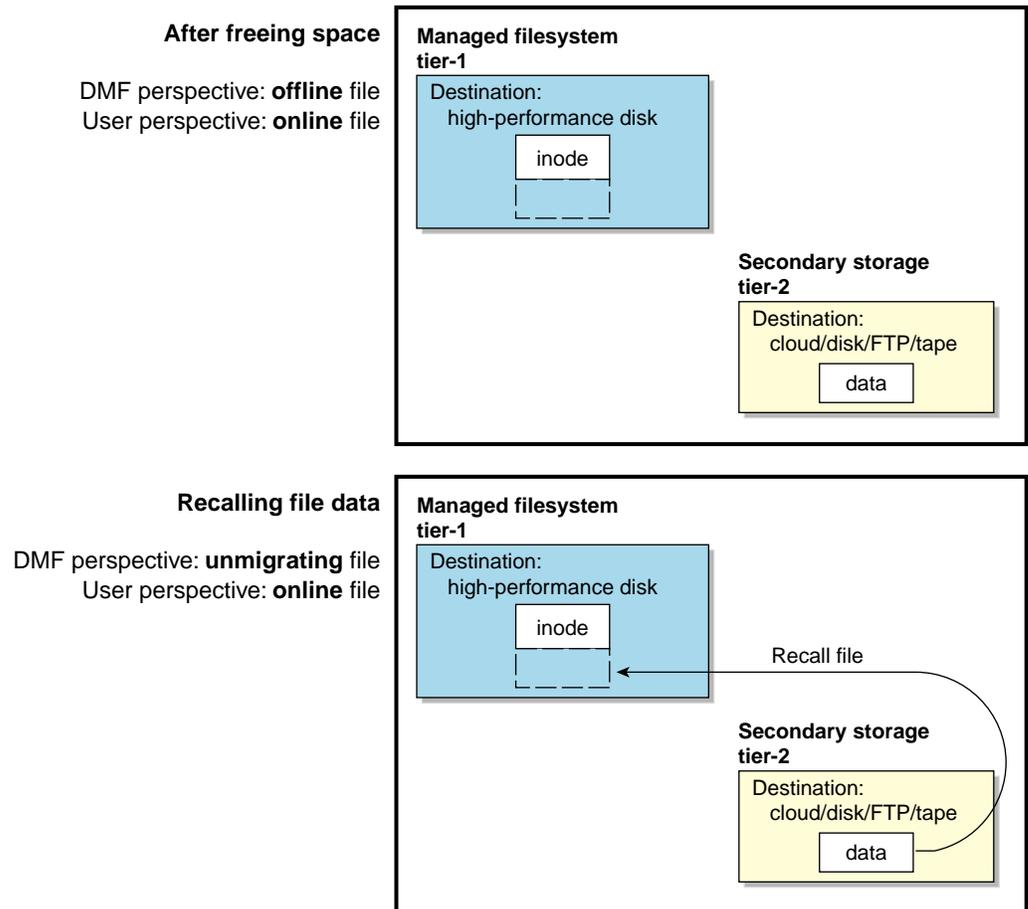 After freeing space
DMF perspective: offline file
User perspective: online file
Managed filesystem
tier-1
Destination:
high-performance disk
inode
Secondary storage
tier-2
Destination:
cloud/disk/FTP/tape
data
Recalling file data
DMF perspective: unmigrating file
User perspective: online file
Managed filesystem
tier-1
Destination:
high-performance disk
inode
Recall file
Secondary storage
tier-2
Destination:
cloud/disk/FTP/tape
data